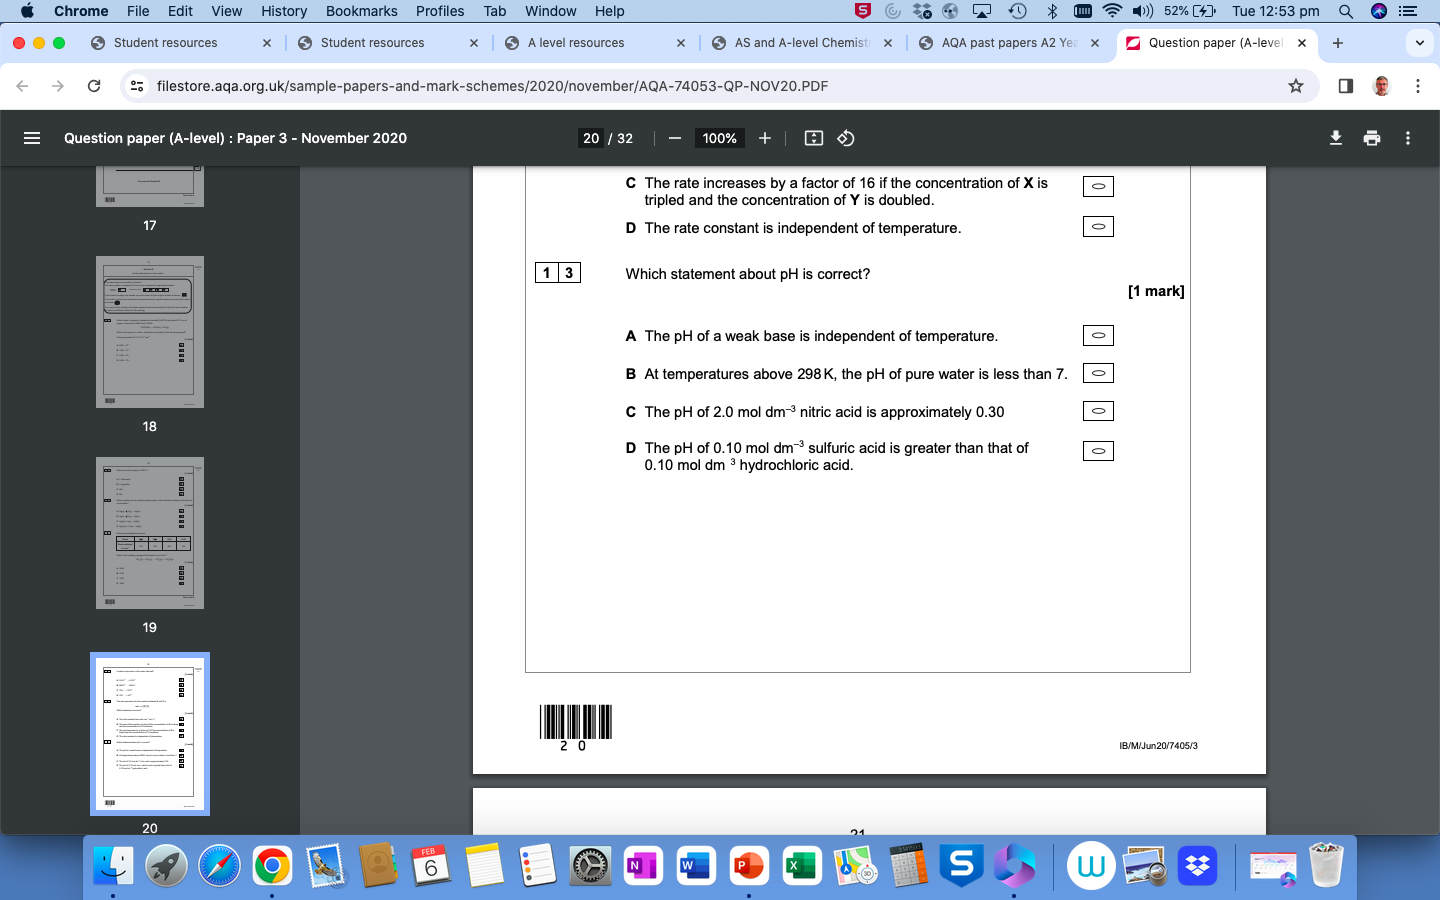 Chrome File Edit View History Bookmarks Profiles Tab Window Help 52% Tue 12:53 pm
Student resources Student resources A level resources AS and A-level Chemist AQA past papers A2 Yea Question paper (A-level
filestore.aqa.org.uk/sample-papers-and-mark-schemes/2020/november/AQA-74053-QP-NOV20.PDF
Question paper (A-level) : Paper 3 - November 2020 20 / 32 100%
17
18
19
20
C The rate increases by a factor of 16 if the concentration of X is
tripled and the concentration of Y is doubled.
D The rate constant is independent of temperature.
1 3 Which statement about pH is correct?
[1 mark]
A The pH of a weak base is independent of temperature.
B At temperatures above 298 K, the pH of pure water is less than 7.
C The pH of 2.0 mol dm⁻³ nitric acid is approximately 0.30
D The pH of 0.10 mol dm⁻³ sulfuric acid is greater than that of
0.10 mol dm ³ hydrochloric acid.
2 0
IB/M/Jun20/7405/3
21
FEB
6
N W P X 3D S W